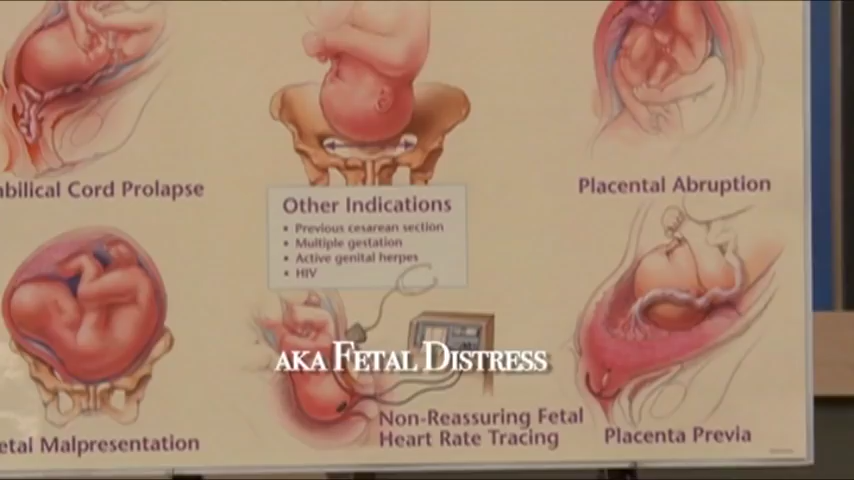 bilical Cord Prolapse
Placental Abruption
Other Indications
• Previous cesarean section
• Multiple gestation
• Active genital herpes
• HIV
AKA FETAL DISTRESS
Non-Reassuring Fetal
Heart Rate Tracing
etal Malpresentation
Placenta Previa